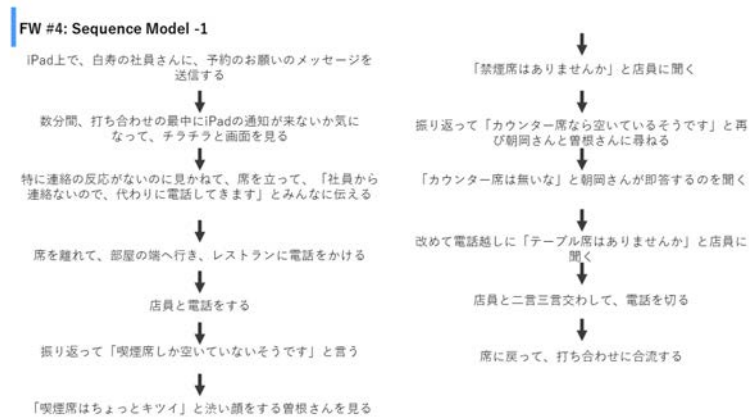 FW #4: Sequence Model -1
iPad上で、白寿の社員さんに、予約のお願いのメッセージを
送信する
数分間、打ち合わせの最中にiPadの通知が来ないか気に
なって、チラチラと画面を見る
特に連絡の反応がないのに見かねて、席を立って、「社員から
連絡ないので、代わりに電話してきます」とみんなに伝える
席を離れて、部屋の端へ行き、レストランに電話をかける
店員と電話をする
振り返って「喫煙席しか空いていないそうです」と言う
「喫煙席はちょっとキツイ」と渋い顔をする曽根さんを見る
「禁煙席はありませんか」と店員に聞く
振り返って「カウンター席なら空いているそうです」と再
び朝岡さんと曽根さんに尋ねる
「カウンター席は無いな」と朝岡さんが即答するのを聞く
改めて電話越しに「テーブル席はありませんか」と店員に
聞く
店員と二言三言交わして、電話を切る
席に戻って、打ち合わせに合流する